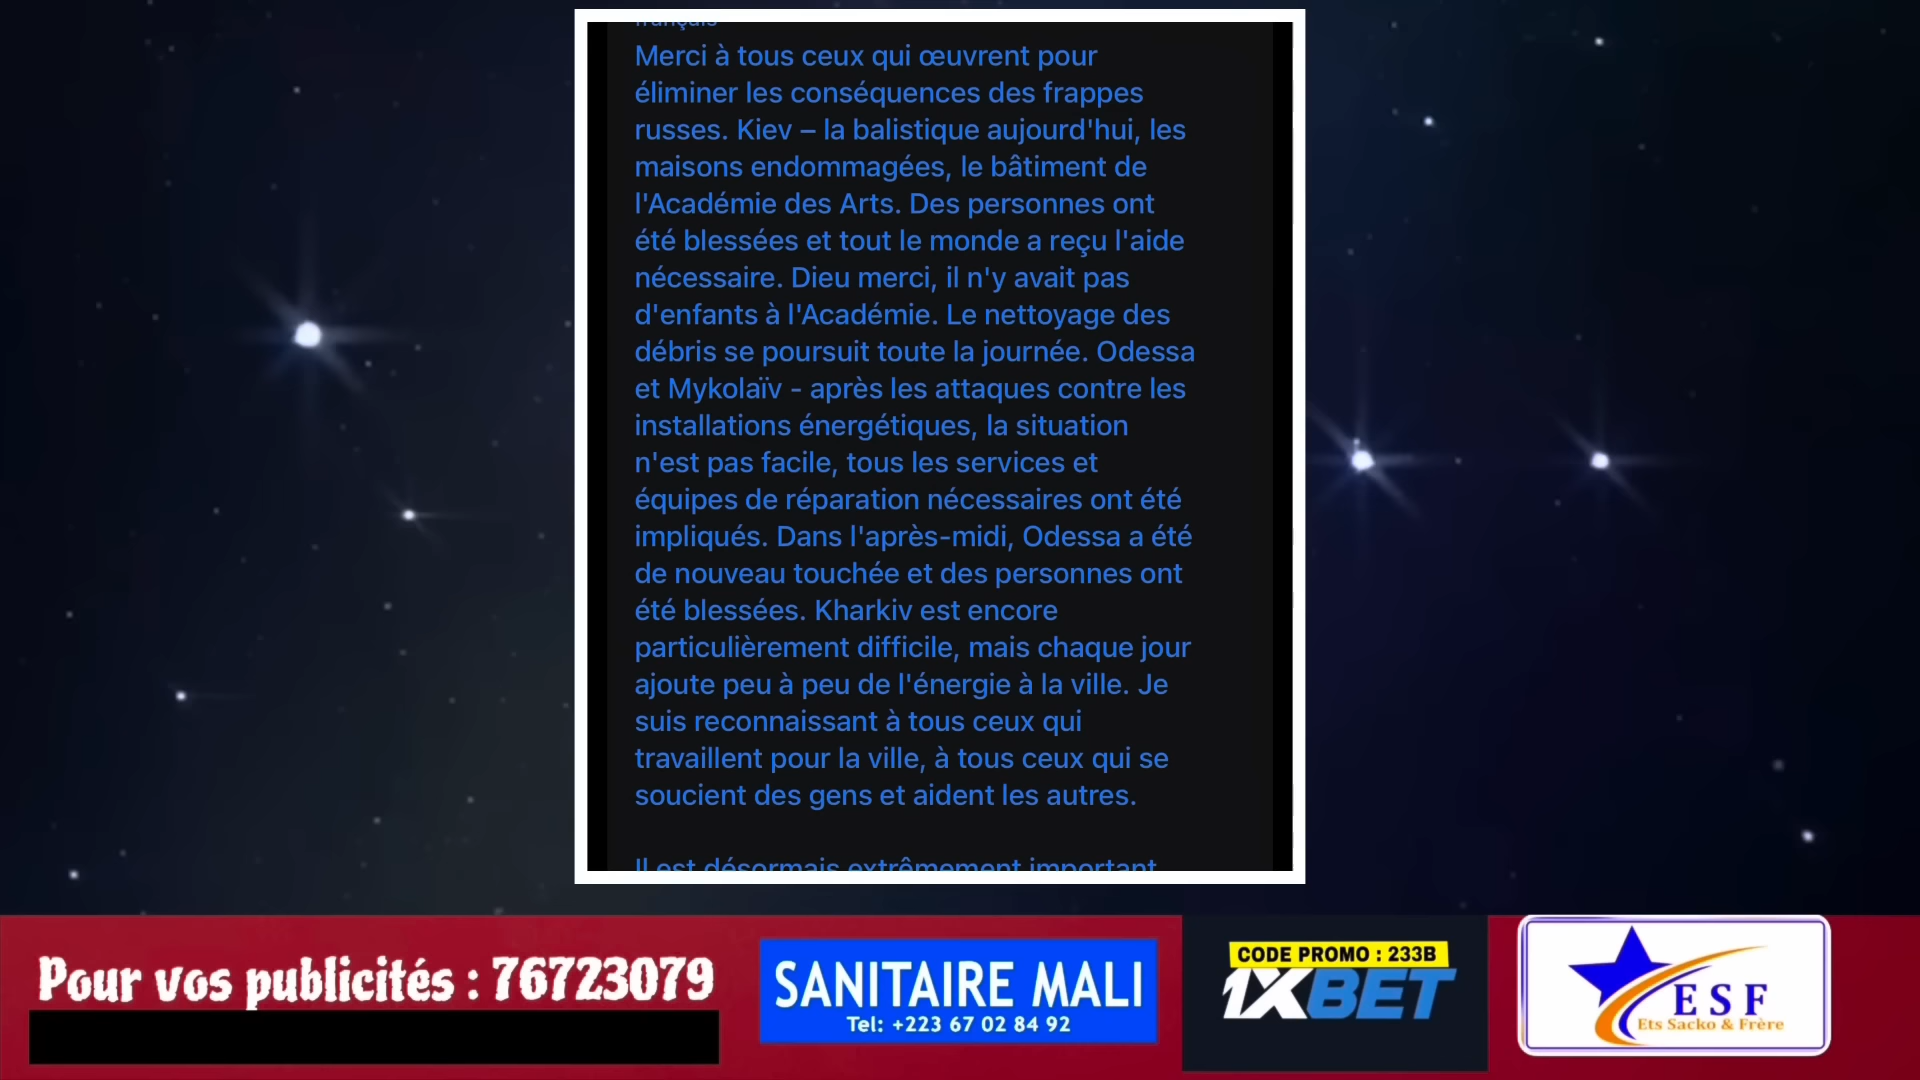 français
Merci à tous ceux qui œuvrent pour
éliminer les conséquences des frappes
russes. Kiev – la balistique aujourd'hui, les
maisons endommagées, le bâtiment de
l'Académie des Arts. Des personnes ont
été blessées et tout le monde a reçu l'aide
nécessaire. Dieu merci, il n'y avait pas
d'enfants à l'Académie. Le nettoyage des
débris se poursuit toute la journée. Odessa
et Mykolaïv - après les attaques contre les
installations énergétiques, la situation
n'est pas facile, tous les services et
équipes de réparation nécessaires ont été
impliqués. Dans l'après-midi, Odessa a été
de nouveau touchée et des personnes ont
été blessées. Kharkiv est encore
particulièrement difficile, mais chaque jour
ajoute peu à peu de l'énergie à la ville. Je
suis reconnaissant à tous ceux qui
travaillent pour la ville, à tous ceux qui se
soucient des gens et aident les autres.
Il est désormais extrêmement important
Pour vos publicités : 76723079
SANITAIRE MALI
Tel: +223 67 02 84 92
CODE PROMO : 233B
1XBET
ESF
Ets Sacko & Frère